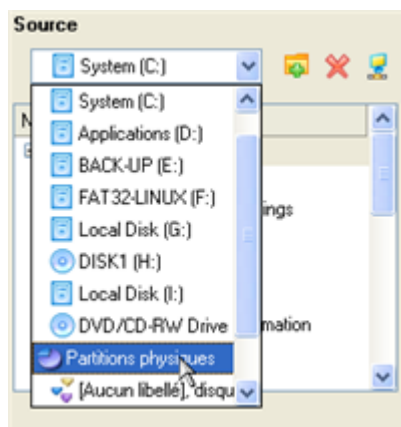 Source
System (C:)
System (C:)
Applications (D:)
BACK-UP (E:)
FAT32-LINUX (F:)
ings
Local Disk (G:)
DISK1 (H:)
Local Disk (I:)
DVD/CD-RW Drive
mation
Partitions physiques
[Aucun libellé], disqu